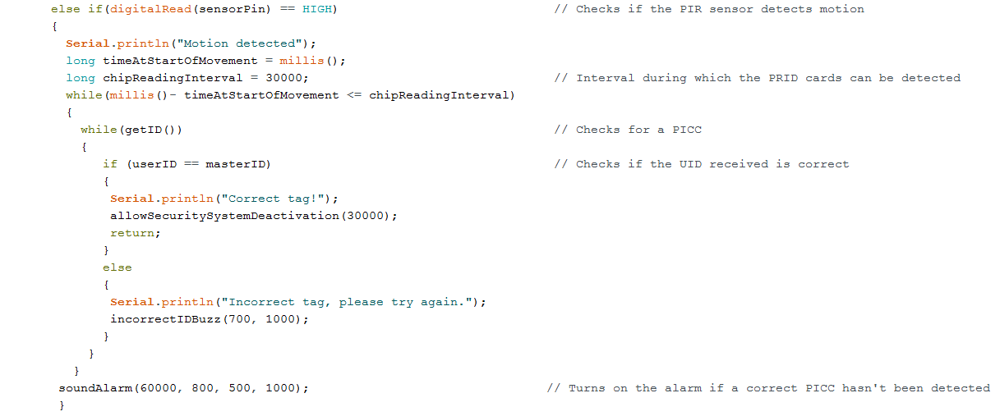 else if(digitalRead(sensorPin) == HIGH) // Checks if the PIR sensor detects motion
{
Serial.println("Motion detected");
long timeAtStartOfMovement = millis();
long chipReadingInterval = 30000; // Interval during which the PRID cards can be detected
while(millis()- timeAtStartOfMovement <= chipReadingInterval)
{
while(getID()) // Checks for a PICC
{
if (userID == masterID) // Checks if the UID received is correct
{
Serial.println("Correct tag!");
allowSecuritySystemDeactivation(30000);
return;
}
else
{
Serial.println("Incorrect tag, please try again.");
incorrectIDBuzz(700, 1000);
}
}
}
soundAlarm(60000, 800, 500, 1000); // Turns on the alarm if a correct PICC hasn't been detected
}